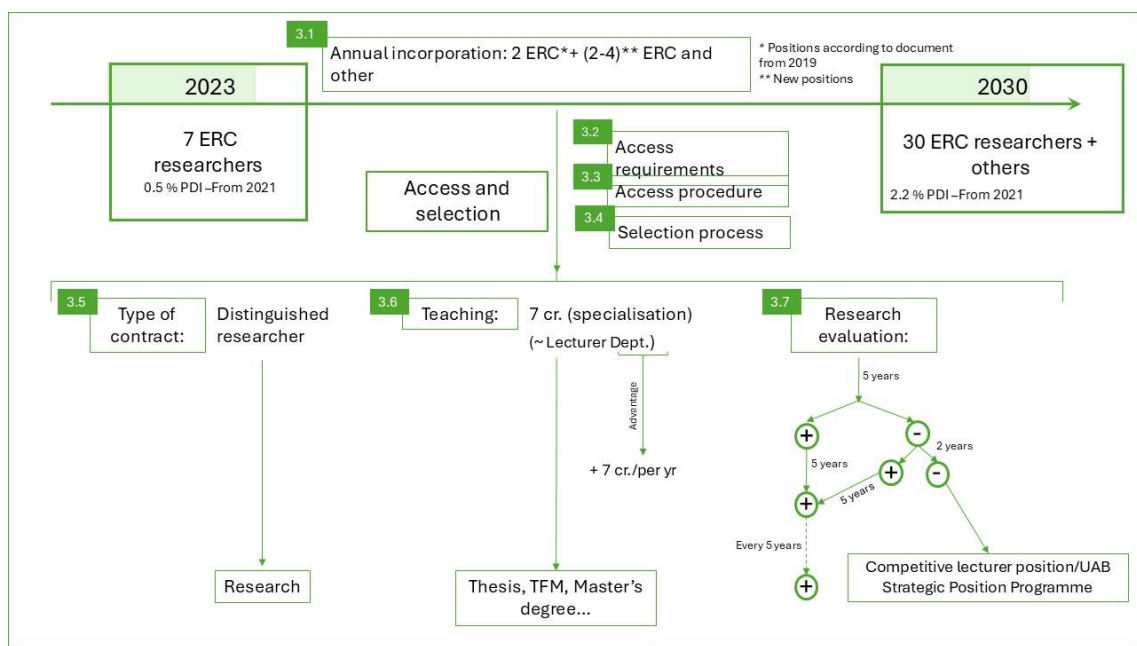 3.1
Annual incorporation: 2 ERC*+ (2-4)** ERC and
other
* Positions according to document
from 2019
** New positions
2023
7 ERC
researchers
0.5 % PDI –From 2021
2030
30 ERC researchers +
others
2.2 % PDI –From 2021
Access and
selection
3.2
Access
requirements
3.3
Access procedure
3.4
Selection process
3.5
Type of
contract:
Distinguished
researcher
Research
3.6
Teaching:
7 cr. (specialisation)
(~ Lecturer Dept.)
Advantage
+ 7 cr./per yr
Thesis, TFM, Master’s
degree...
3.7
Research
evaluation:
5 years
+
-
2 years
5 years
+
-
5 years
+
Every 5 years
+
Competitive lecturer position/UAB
Strategic Position Programme